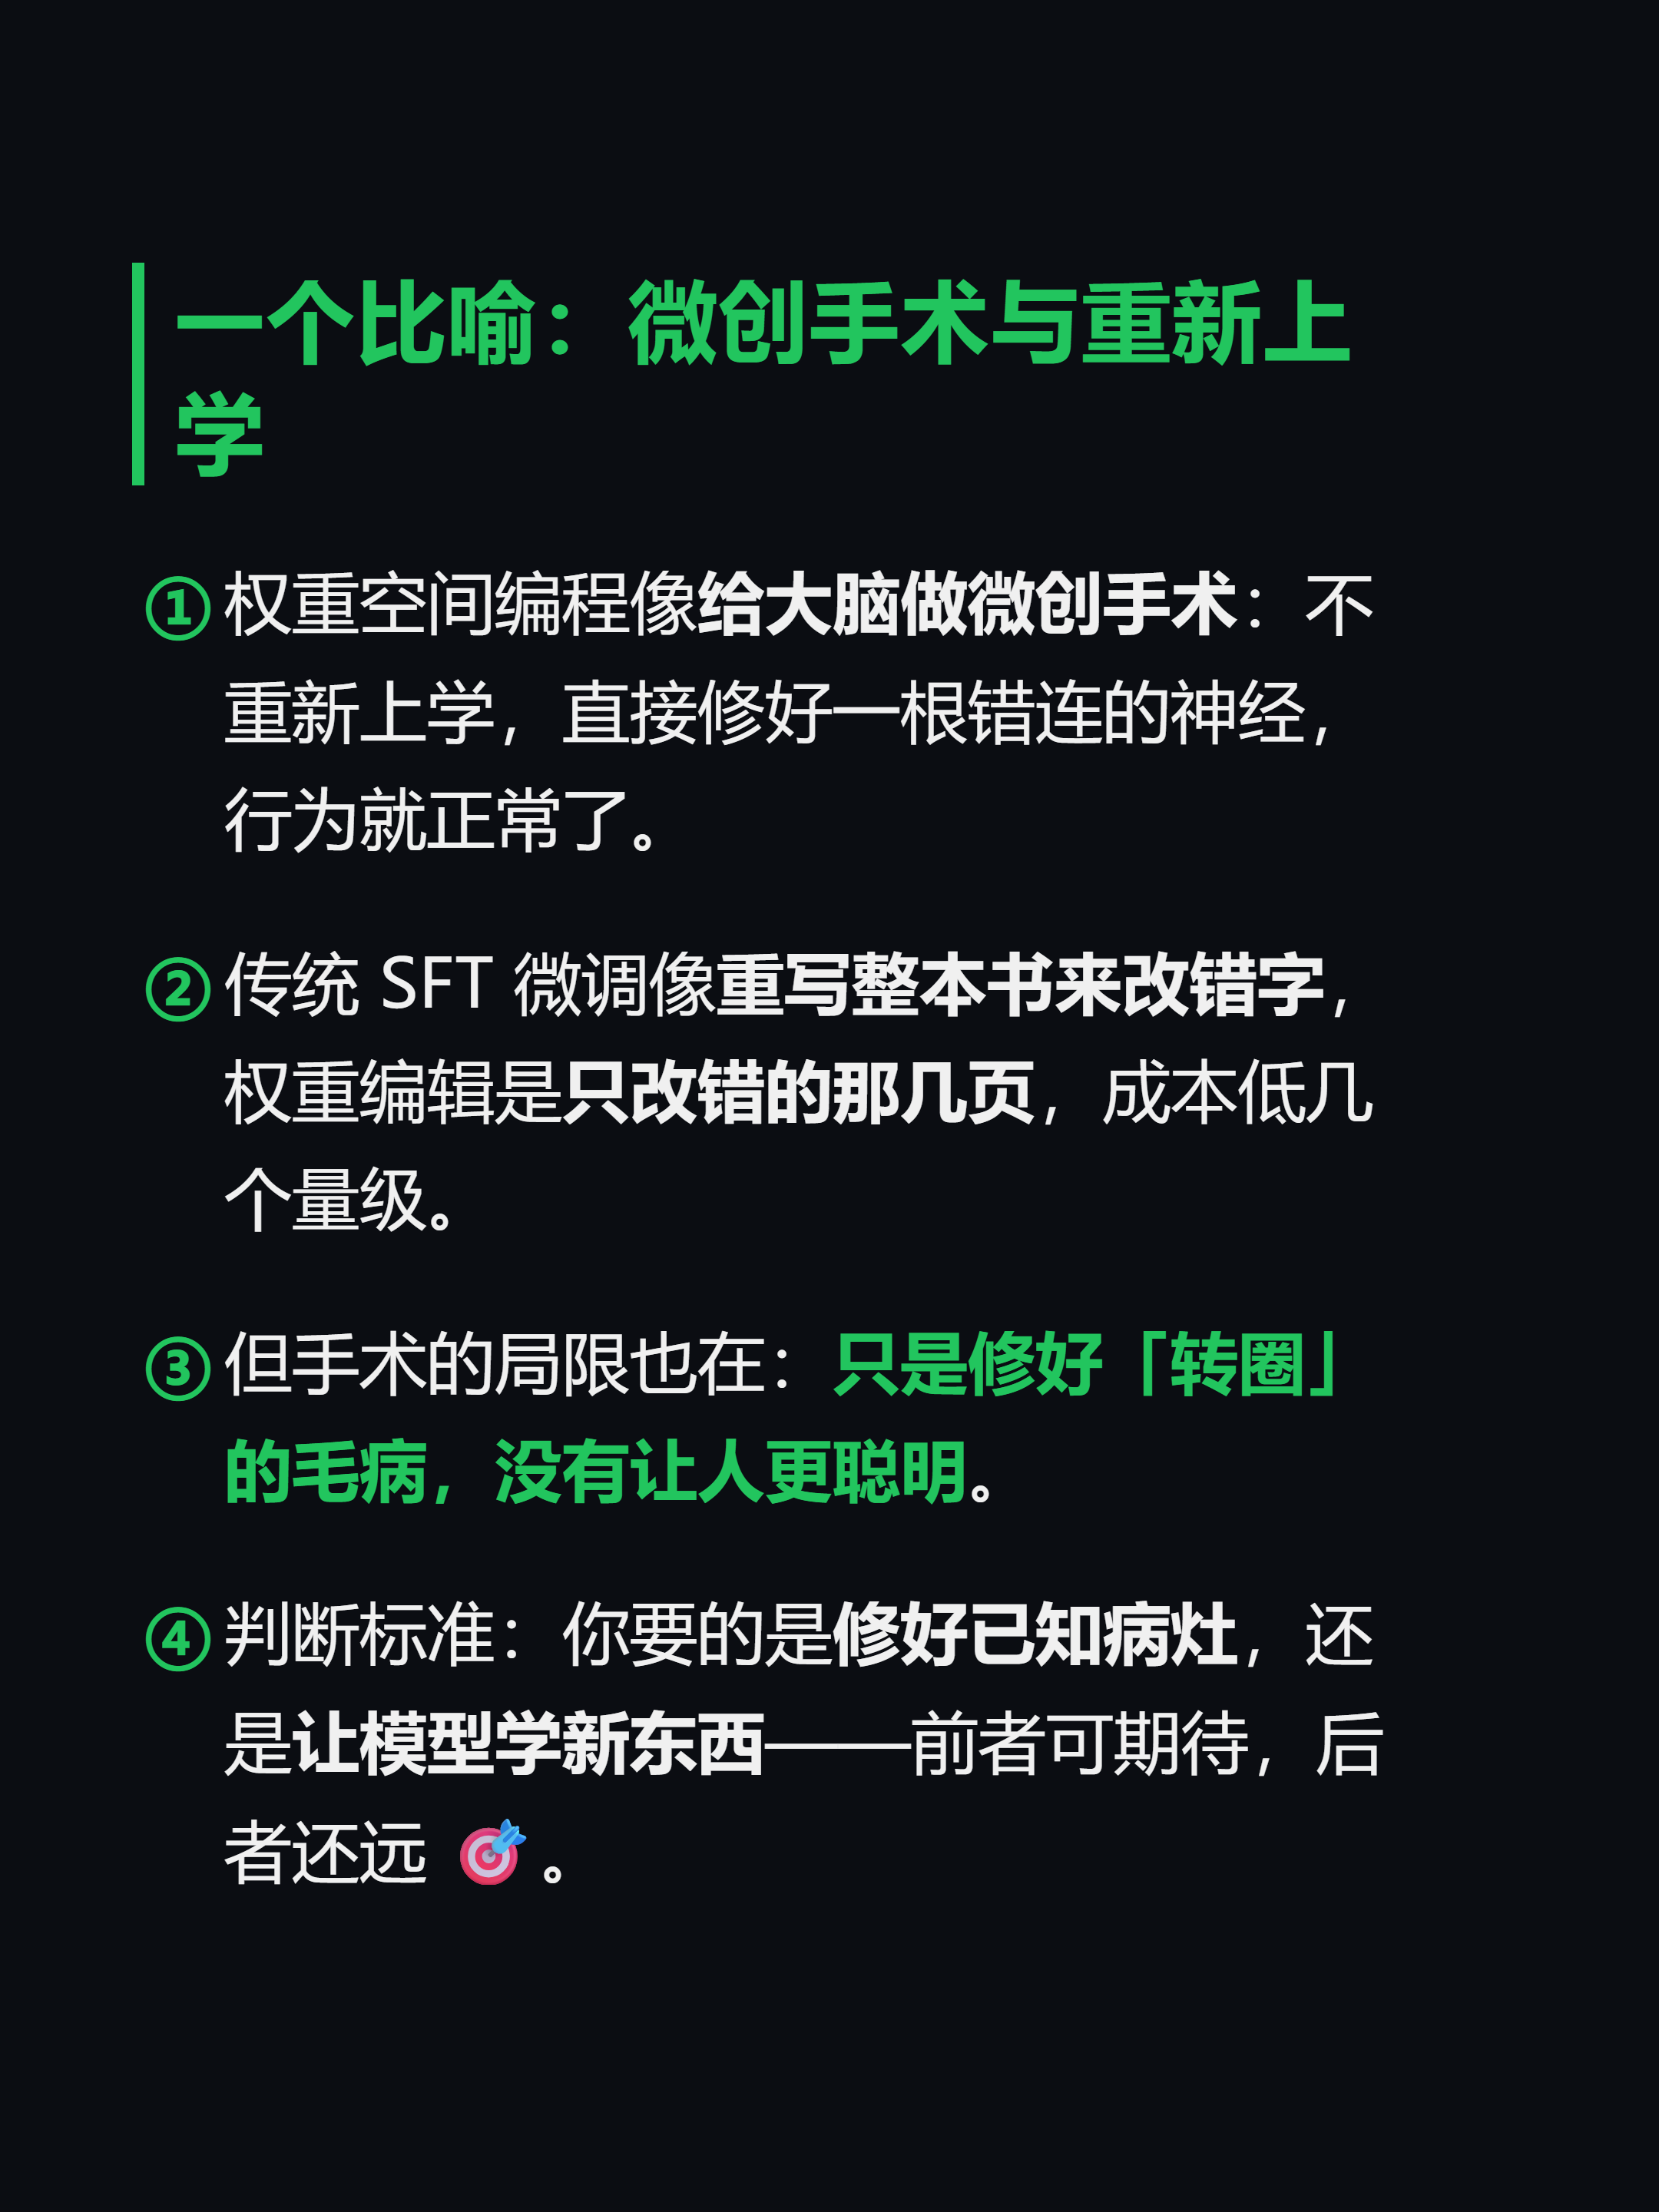 一个比喻：微创手术与重新上
学
① 权重空间编程像给大脑做微创手术：不
重新上学，直接修好一根错连的神经，
行为就正常了。
② 传统 SFT 微调像重写整本书来改错字，
权重编辑是只改错的那几页，成本低几
个量级。
③ 但手术的局限也在：只是修好「转圈」
的毛病，没有让人更聪明。
④ 判断标准：你要的是修好已知病灶，还
是让模型学新东西——前者可期待，后
者还远 🎯。